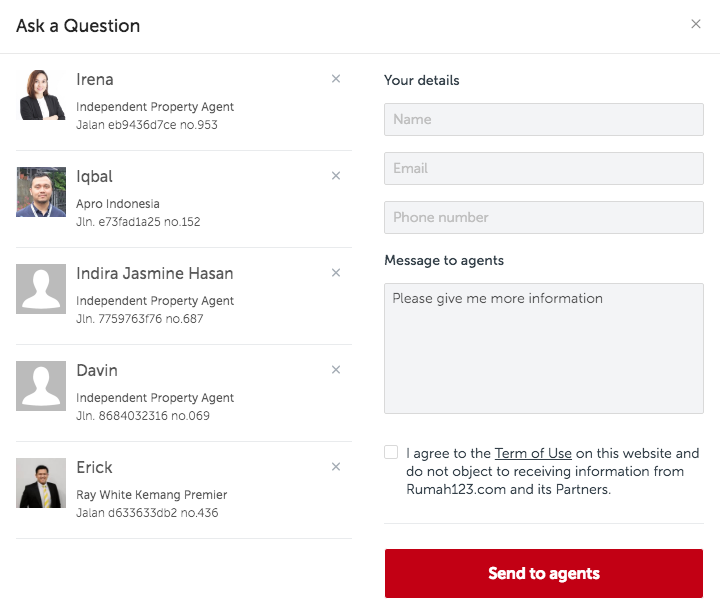 Ask a Question
Irena
Independent Property Agent
Jalan eb9436d7ce no.953
Iqbal
Apro Indonesia
Jln. e73fad1a25 no.152
Indira Jasmine Hasan
Independent Property Agent
Jln. 7759763f76 no.687
Davin
Independent Property Agent
Jln. 8684032316 no.069
Erick
Ray White Kemang Premier
Jalan d633633db2 no.436
Your details
Name
Email
Phone number
Message to agents
Please give me more information
I agree to the Term of Use on this website and
do not object to receiving information from
Rumah123.com and its Partners.
Send to agents